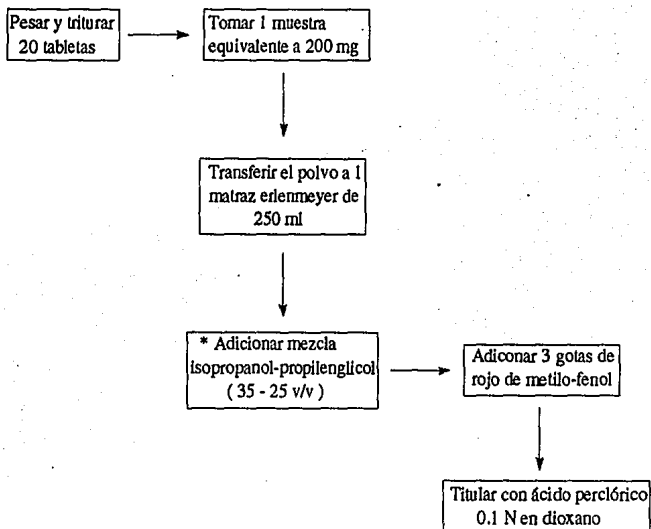 Pesar y triturar
20 tabletas
Tomar 1 muestra
equivalente a 200 mg
Transferir el polvo a 1
matraz erlenmeyer de
250 ml
* Adicionar mezcla
isopropanol-propilenglicol
( 35 - 25 v/v )
Adiconar 3 gotas de
rojo de metilo-fenol
Titular con ácido perclórico
0.1 N en dioxano